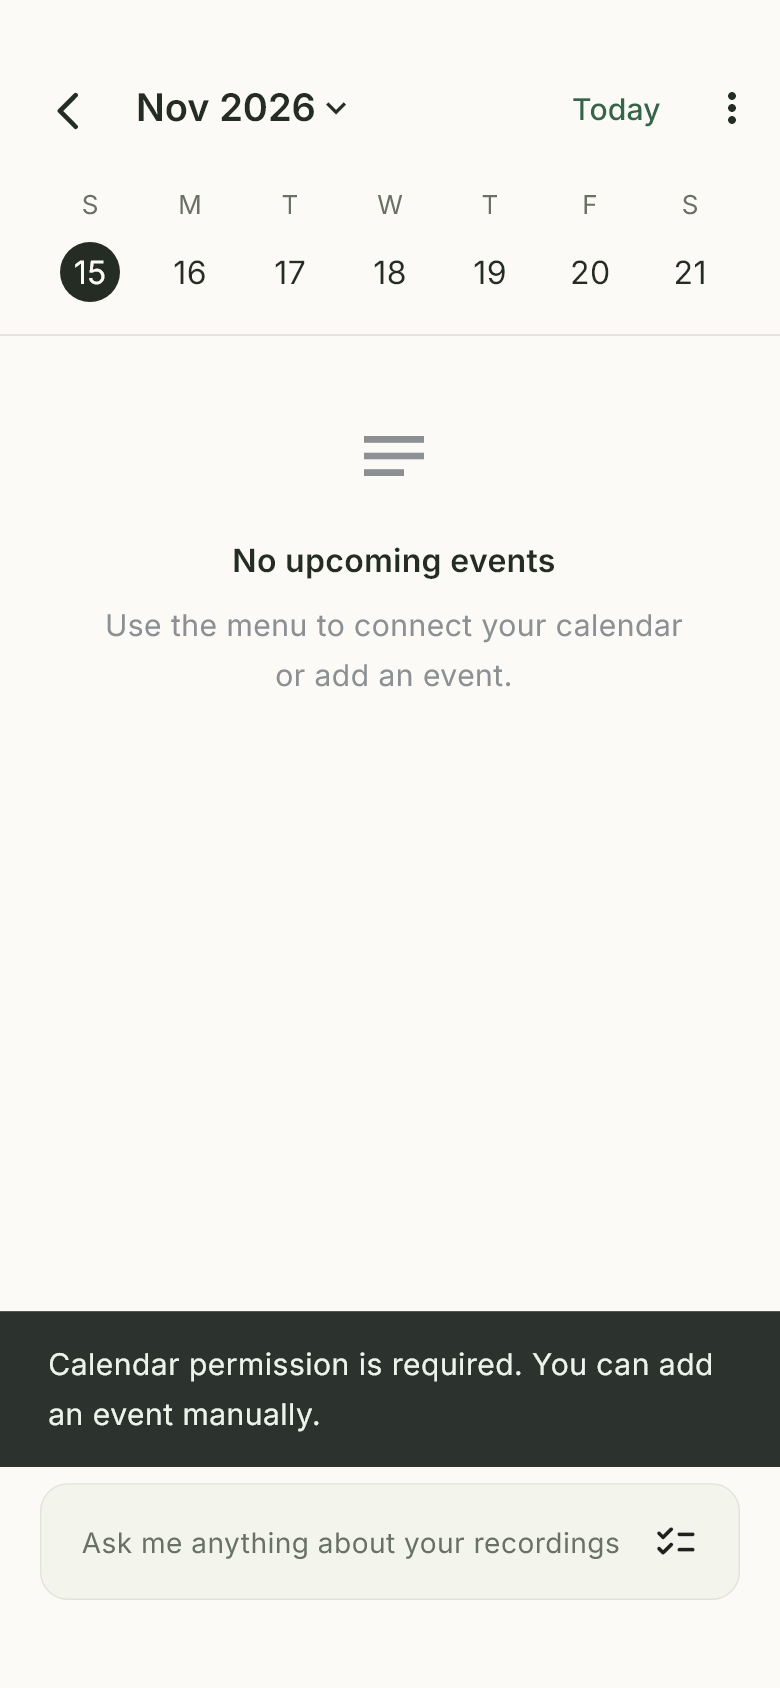 Nov 2026
Today
S M T W T F S
15 16 17 18 19 20 21
No upcoming events
Use the menu to connect your calendar
or add an event.
Calendar permission is required. You can add
an event manually.
Ask me anything about your recordings